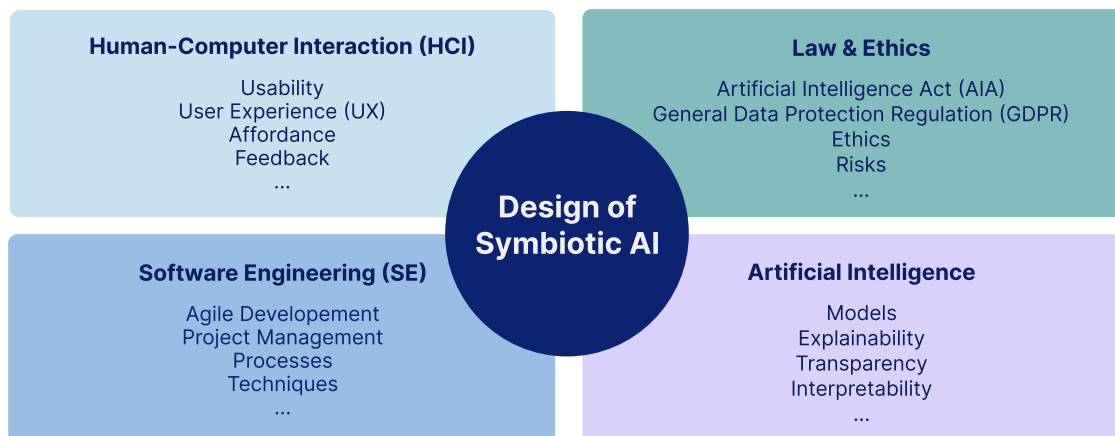 Human-Computer Interaction (HCI)
Usability
User Experience (UX)
Affordance
Feedback
...
Law & Ethics
Artificial Intelligence Act (AIA)
General Data Protection Regulation (GDPR)
Ethics
Risks
...
Design of
Symbiotic AI
Software Engineering (SE)
Agile Developement
Project Management
Processes
Techniques
...
Artificial Intelligence
Models
Explainability
Transparency
Interpretability
...